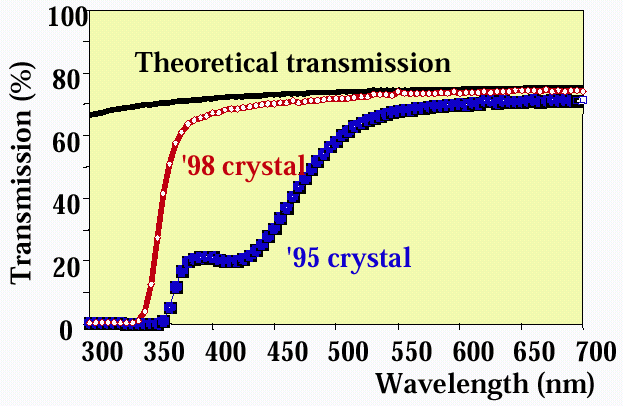 100
80
60
40
20
0
Transmission (%)
Theoretical transmission
'98 crystal
'95 crystal
300 350 400 450 500 550 600 650 700
Wavelength (nm)